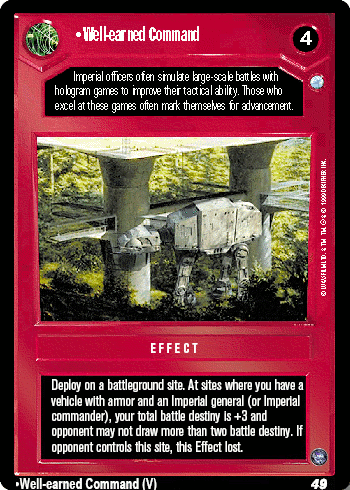 •Well-earned Command
4
Imperial officers often simulate large-scale battles with
hologram games to improve their tactical ability. Those who
excel at these games often mark themselves for advancement.
EFFECT
Deploy on a battleground site. At sites where you have a
vehicle with armor and an Imperial general (or Imperial
commander), your total battle destiny is +3 and
opponent may not draw more than two battle destiny. If
opponent controls this site, this Effect lost.
•Well-earned Command (V)
49